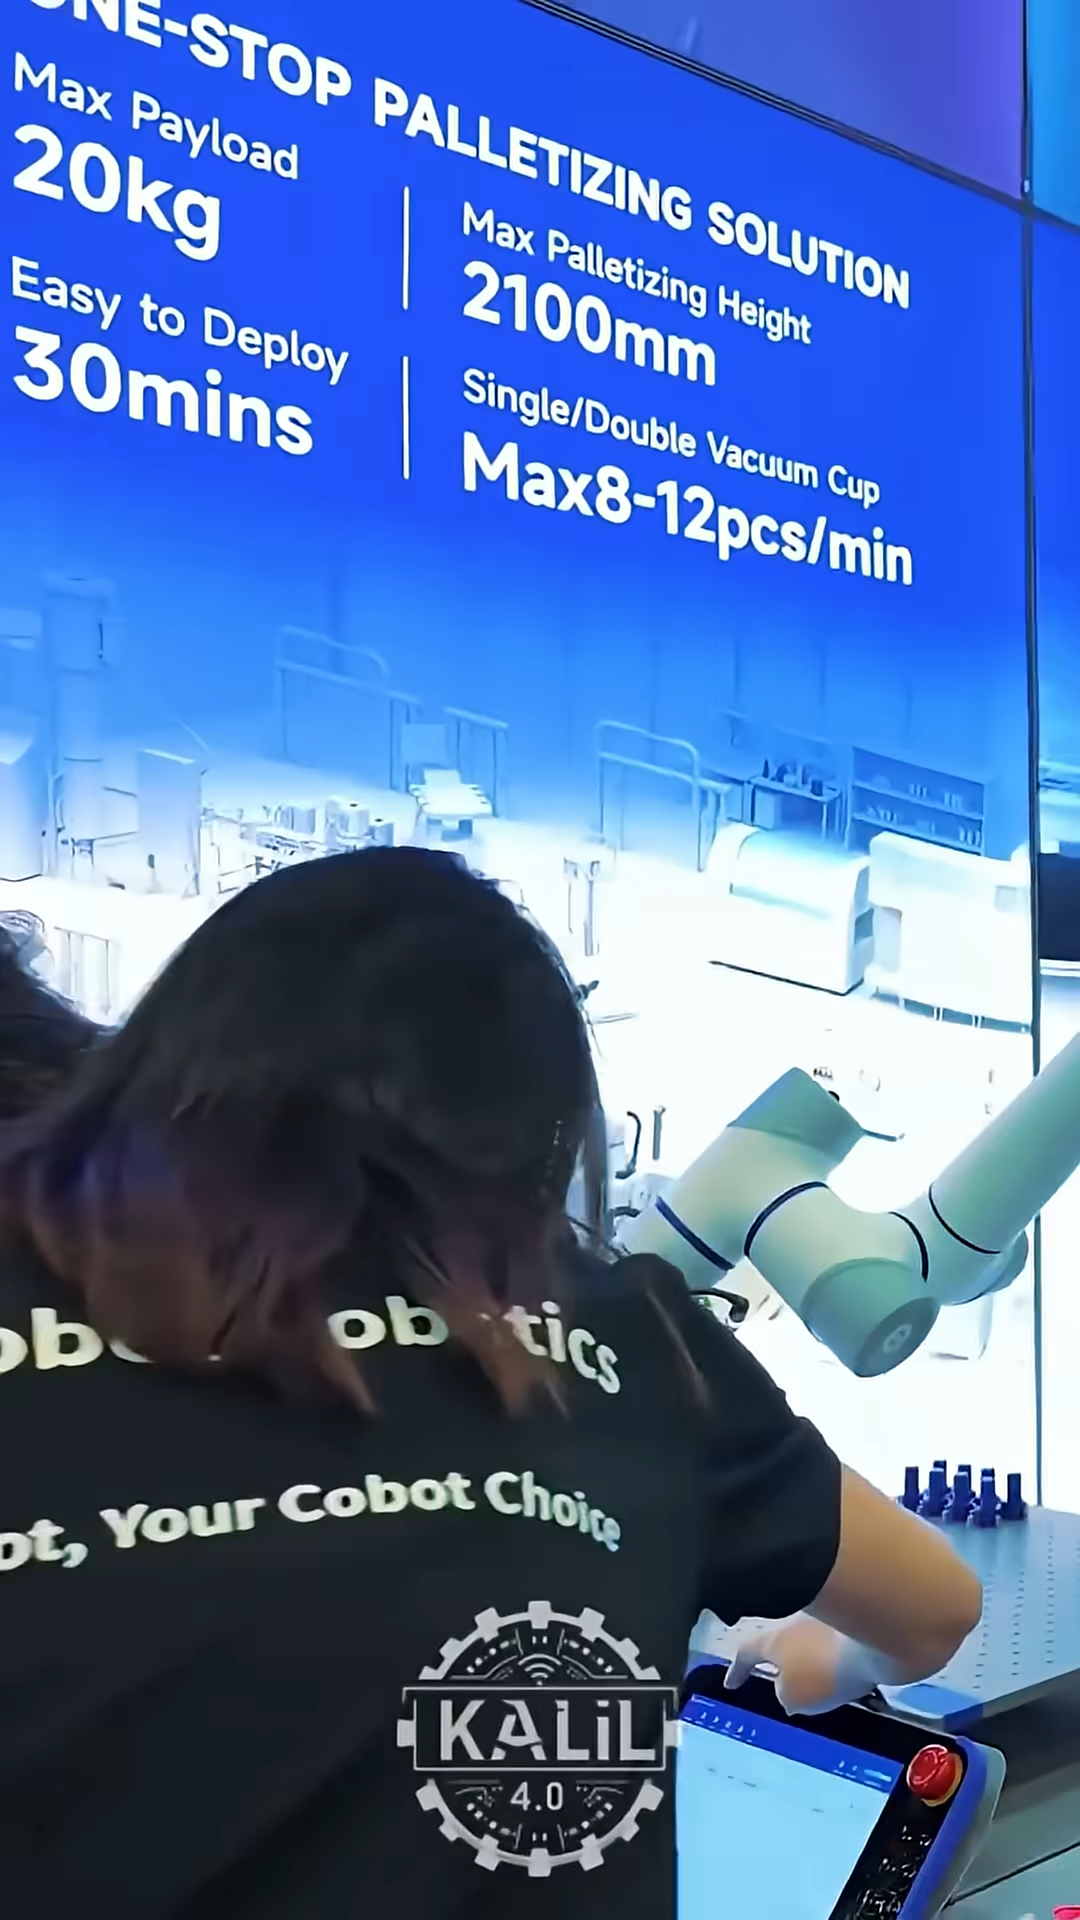 ONE-STOP PALLETIZING SOLUTION
Max Payload
20kg
Max Palletizing Height
2100mm
Easy to Deploy
30mins
Single/Double Vacuum Cup
Max8-12pcs/min
Your Cobot Choice
KALiL
4.0